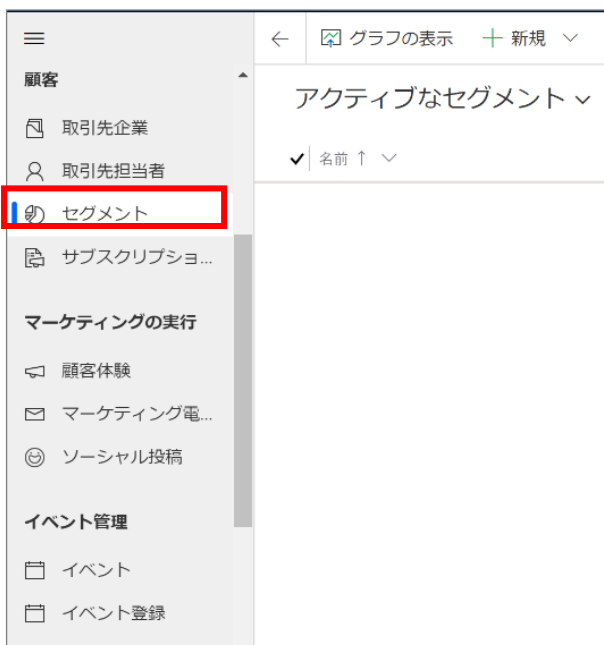 グラフの表示
新規
顧客
アクティブなセグメント
取引先企業
名前 ↑
取引先担当者
セグメント
サブスクリプショ...
マーケティングの実行
顧客体験
マーケティング電...
ソーシャル投稿
イベント管理
イベント
イベント登録